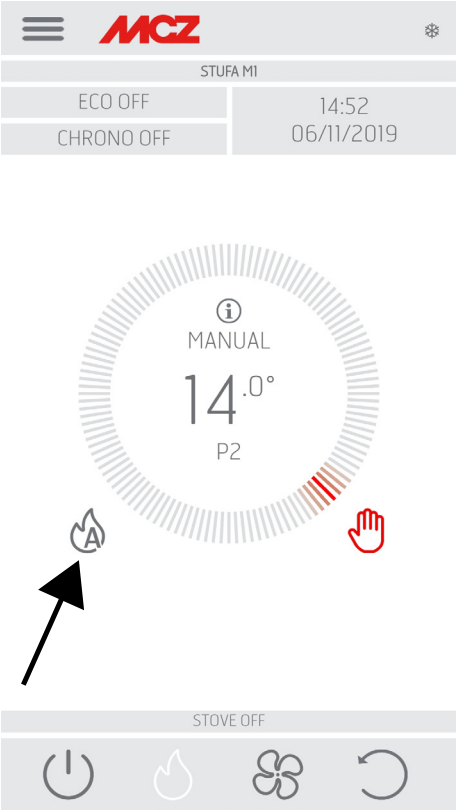 MCZ
STUFA M1
ECO OFF
CHRONO OFF
14:52
06/11/2019
i
MANUAL
14.0°
P2
A
STOVE OFF